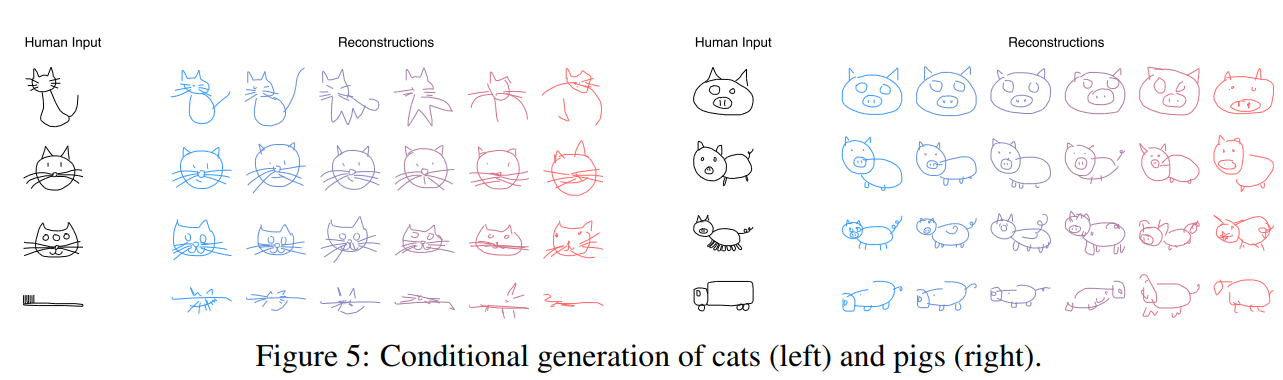 Human Input
Reconstructions
Human Input
Reconstructions
Figure 5: Conditional generation of cats (left) and pigs (right).